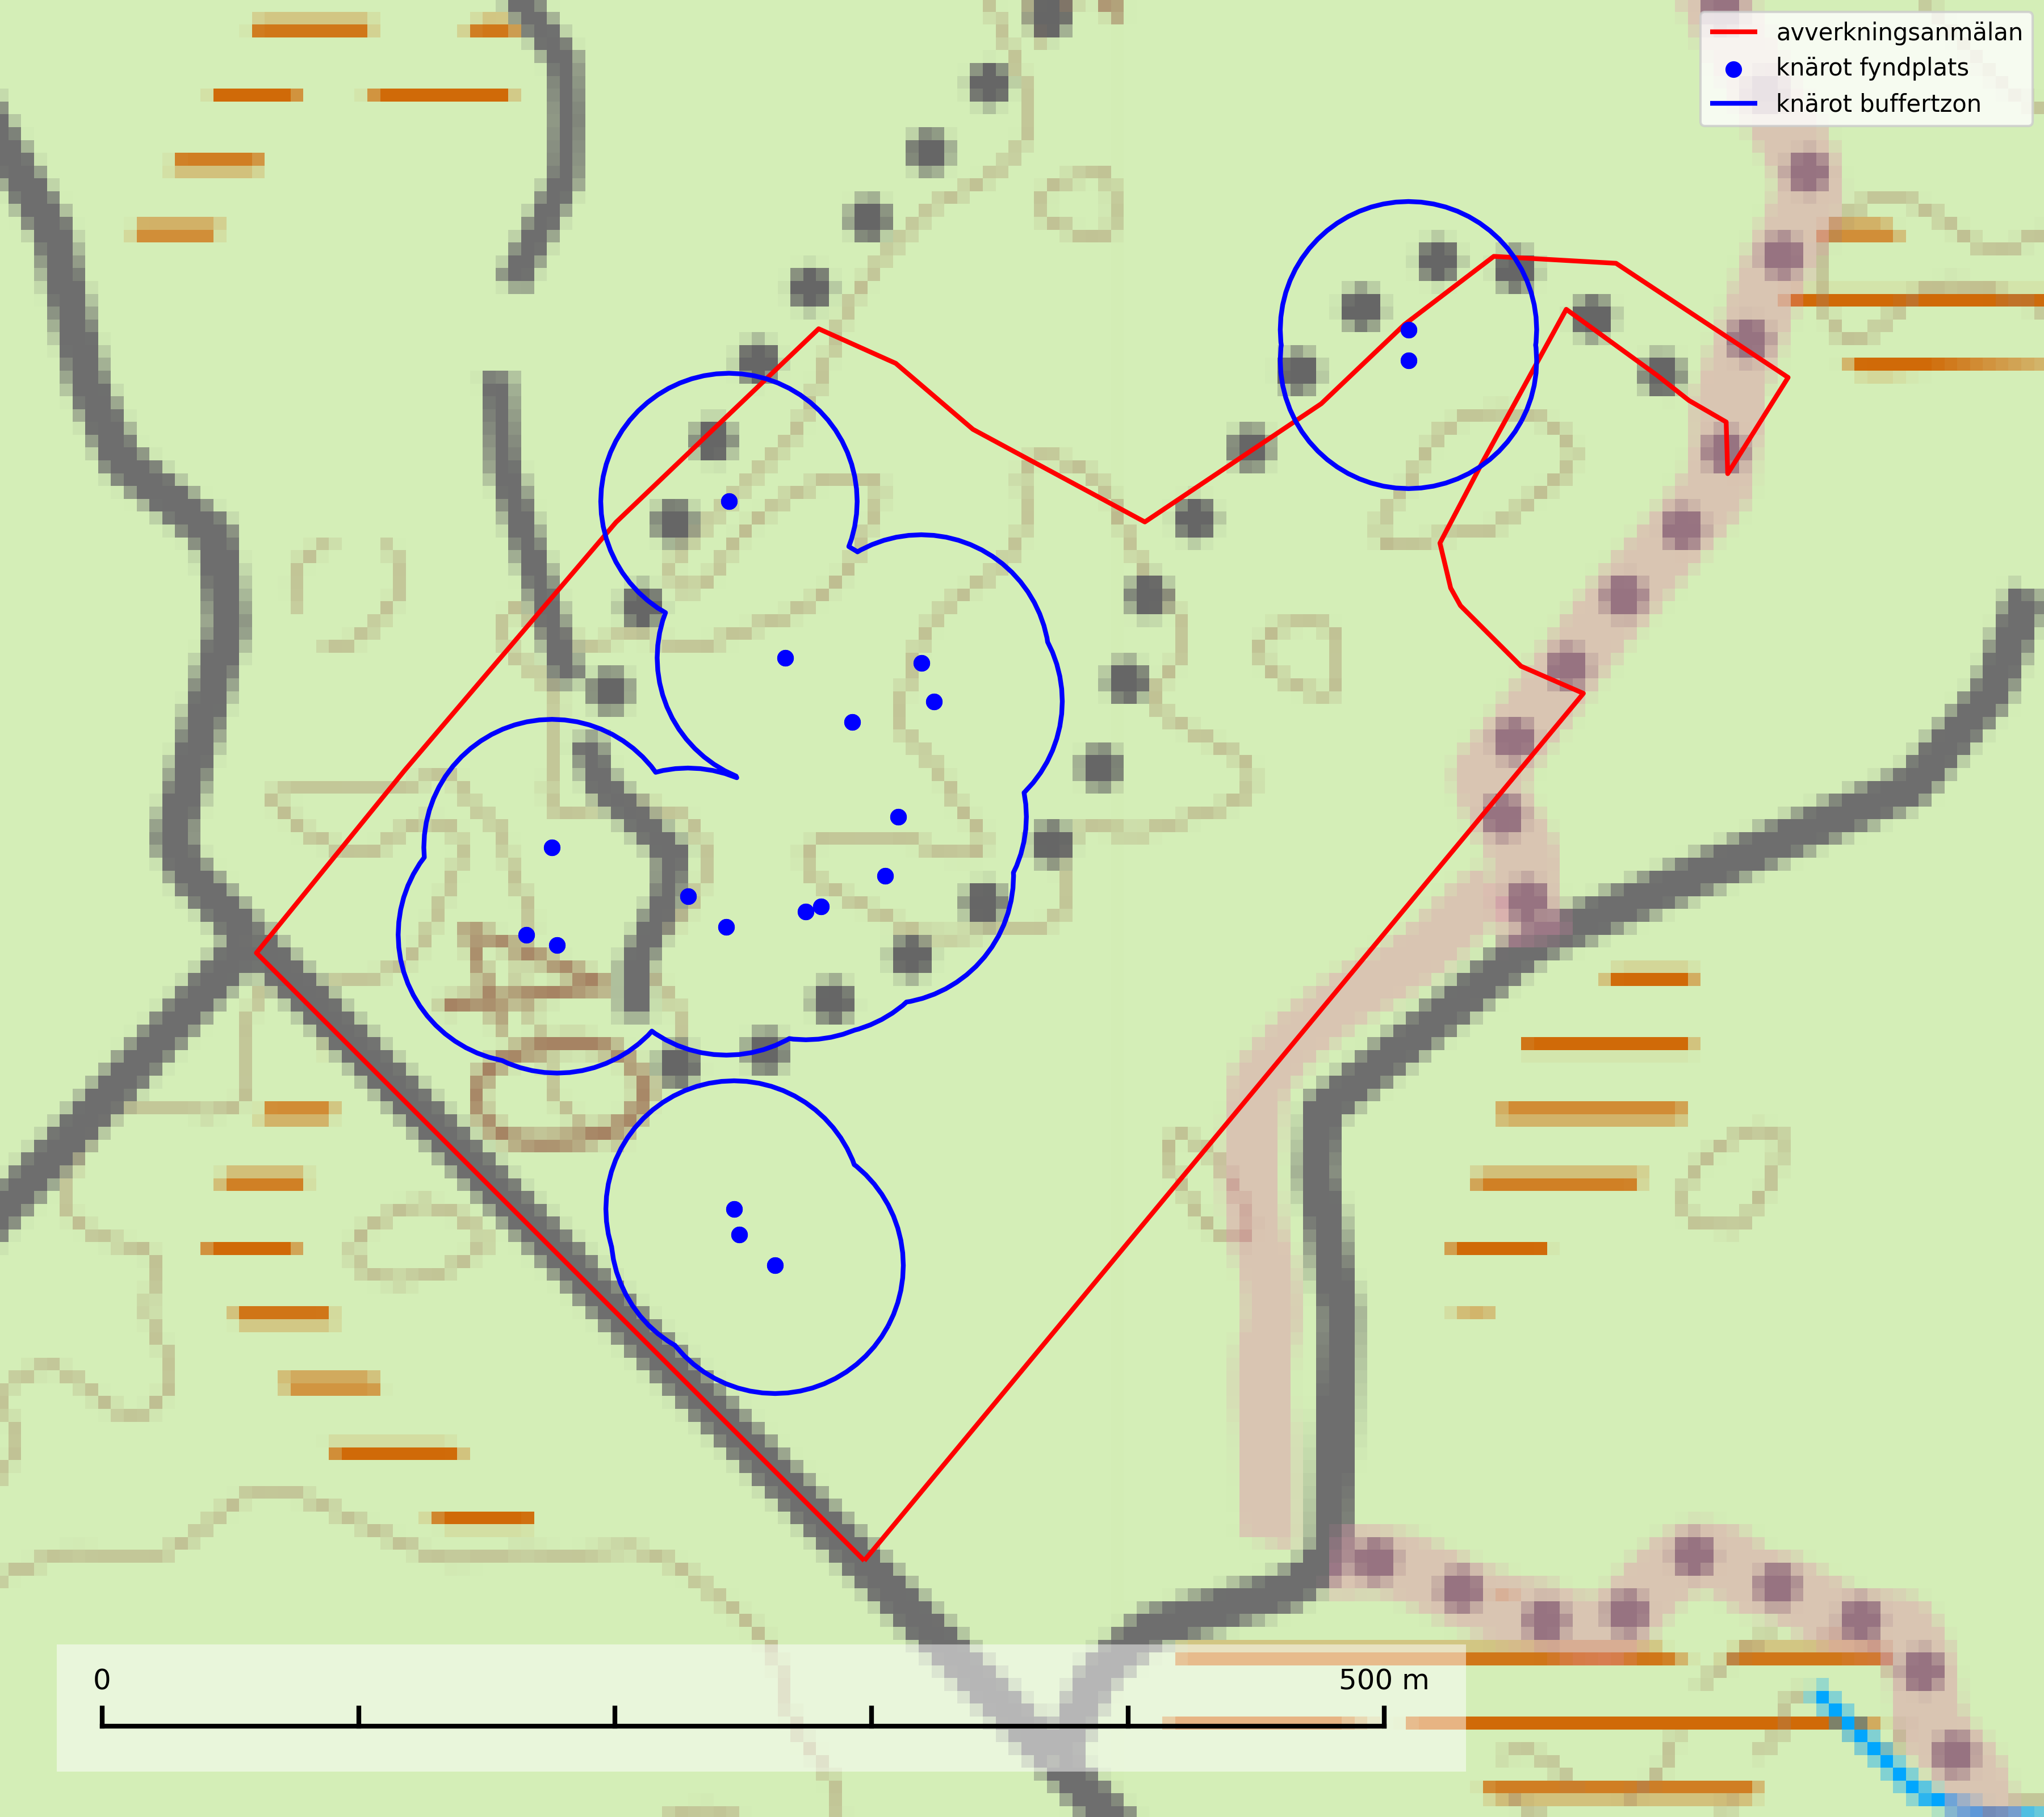 avverkningsanmälan
knärot fyndplats
knärot buffertzon
0 500 m